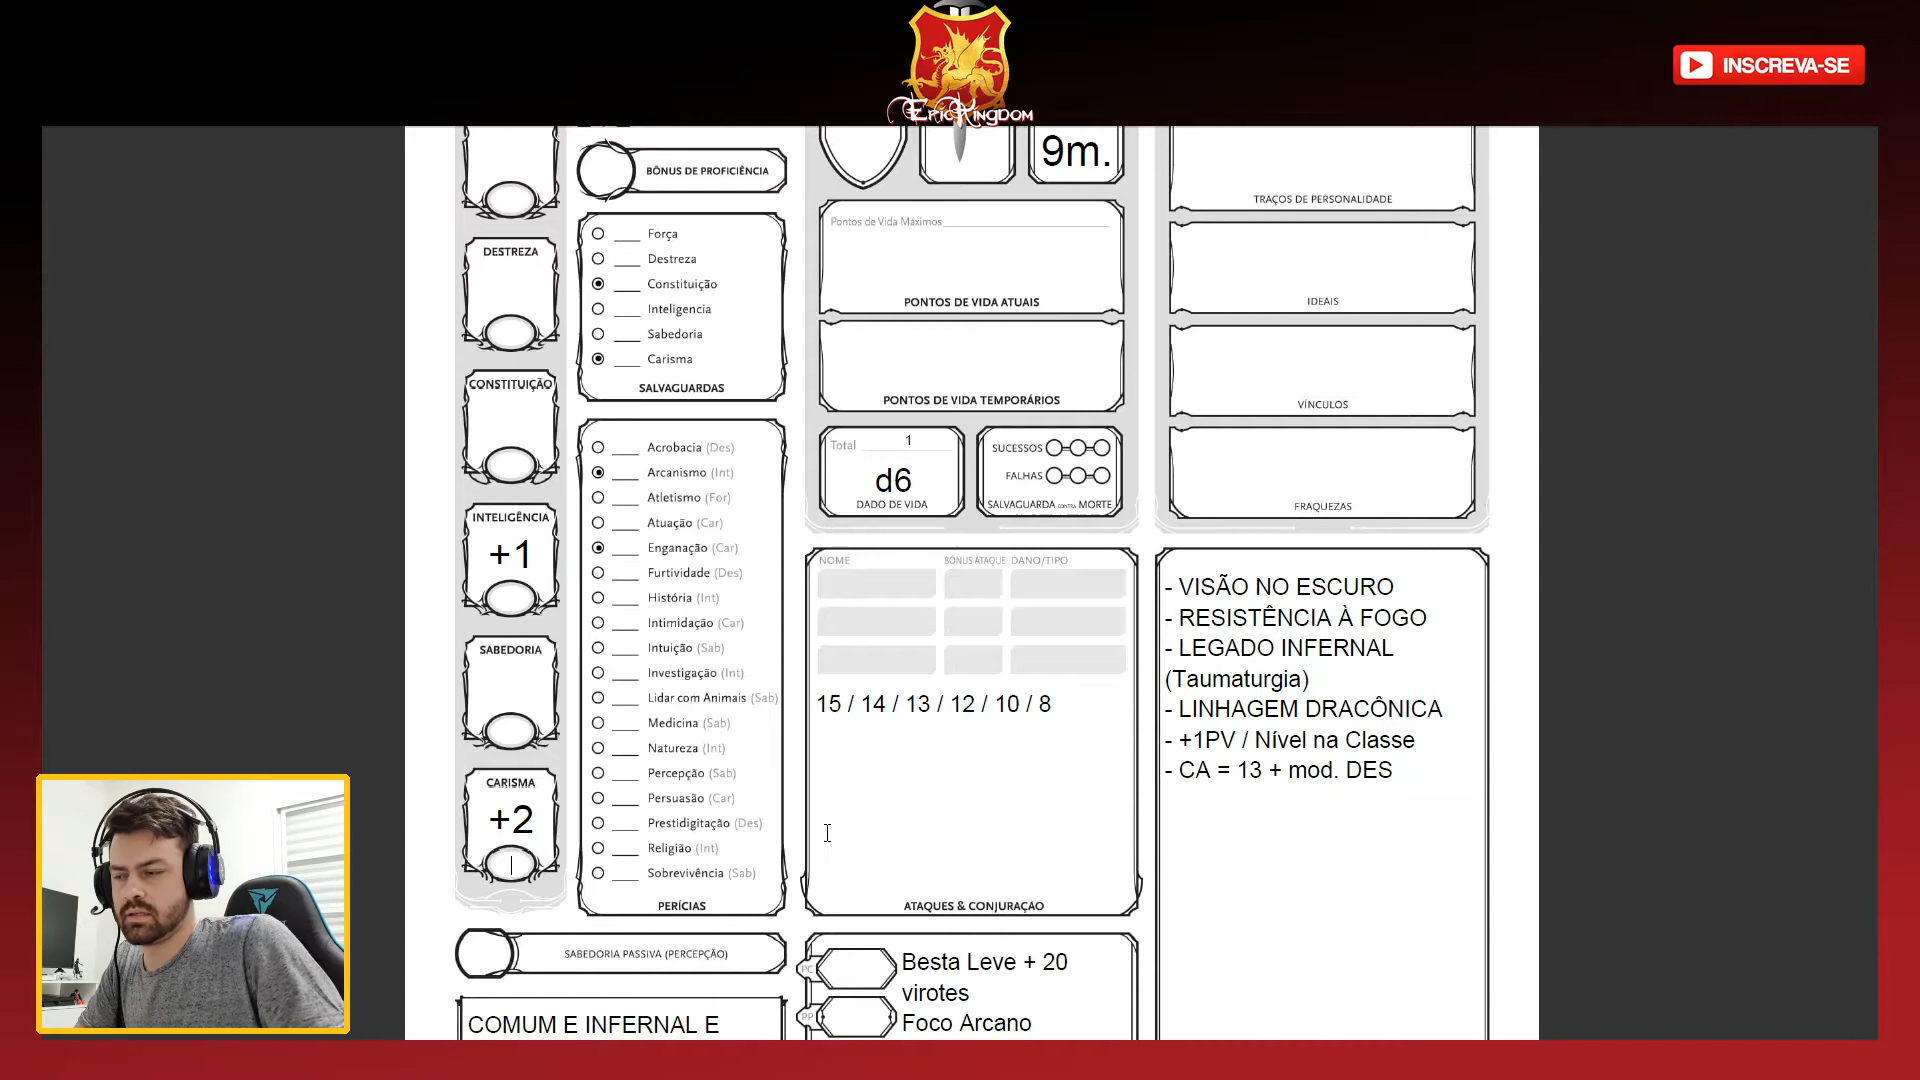 EpicKingdom
INSCREVA-SE
BÔNUS DE PROFICIÊNCIA
Força
Destreza
Constituição
Inteligencia
Sabedoria
Carisma
SALVAGUARDAS
DESTREZA
CONSTITUIÇÃO
INTELIGÊNCIA
+1
SABEDORIA
CARISMA
+2
Acrobacia (Des)
Arcanismo (Int)
Atletismo (For)
Atuação (Car)
Enganação (Car)
Furtividade (Des)
História (Int)
Intimidação (Car)
Intuição (Sab)
Investigação (Int)
Lidar com Animais (Sab)
Medicina (Sab)
Natureza (Int)
Percepção (Sab)
Persuasão (Car)
Prestidigitação (Des)
Religião (Int)
Sobrevivência (Sab)
PERÍCIAS
SABEDORIA PASSIVA (PERCEPÇÃO)
COMUM E INFERNAL E
9m.
Pontos de Vida Máximos
PONTOS DE VIDA ATUAIS
PONTOS DE VIDA TEMPORÁRIOS
Total 1
d6
DADO DE VIDA
SUCESSOS
FALHAS
SALVAGUARDA CONTRA MORTE
NOME BÔNUS ATAQUE DANO/TIPO
15 / 14 / 13 / 12 / 10 / 8
ATAQUES & CONJURAÇÃO
PC
PP
Besta Leve + 20
virotes
Foco Arcano
TRAÇOS DE PERSONALIDADE
IDEAIS
VÍNCULOS
FRAQUEZAS
- VISÃO NO ESCURO
- RESISTÊNCIA À FOGO
- LEGADO INFERNAL
(Taumaturgia)
- LINHAGEM DRACÔNICA
- +1PV / Nível na Classe
- CA = 13 + mod. DES